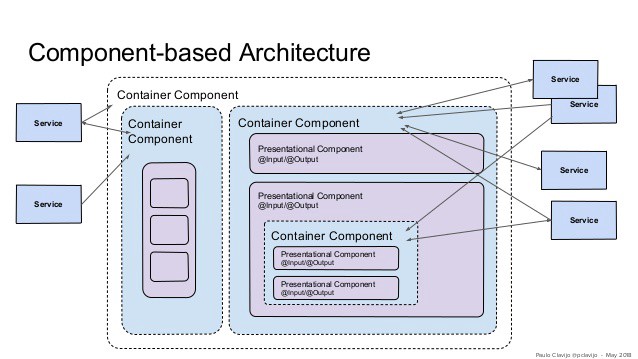 Component-based Architecture
Container Component
Service
Service
Service
Container
Component
Container Component
Service
Presentational Component
@Input/@Output
Service
Service
Presentational Component
@Input/@Output
Service
Container Component
Presentational Component
@Input/@Output
Presentational Component
@Input/@Output
Paulo Clavijo @pclavijo - May 2018